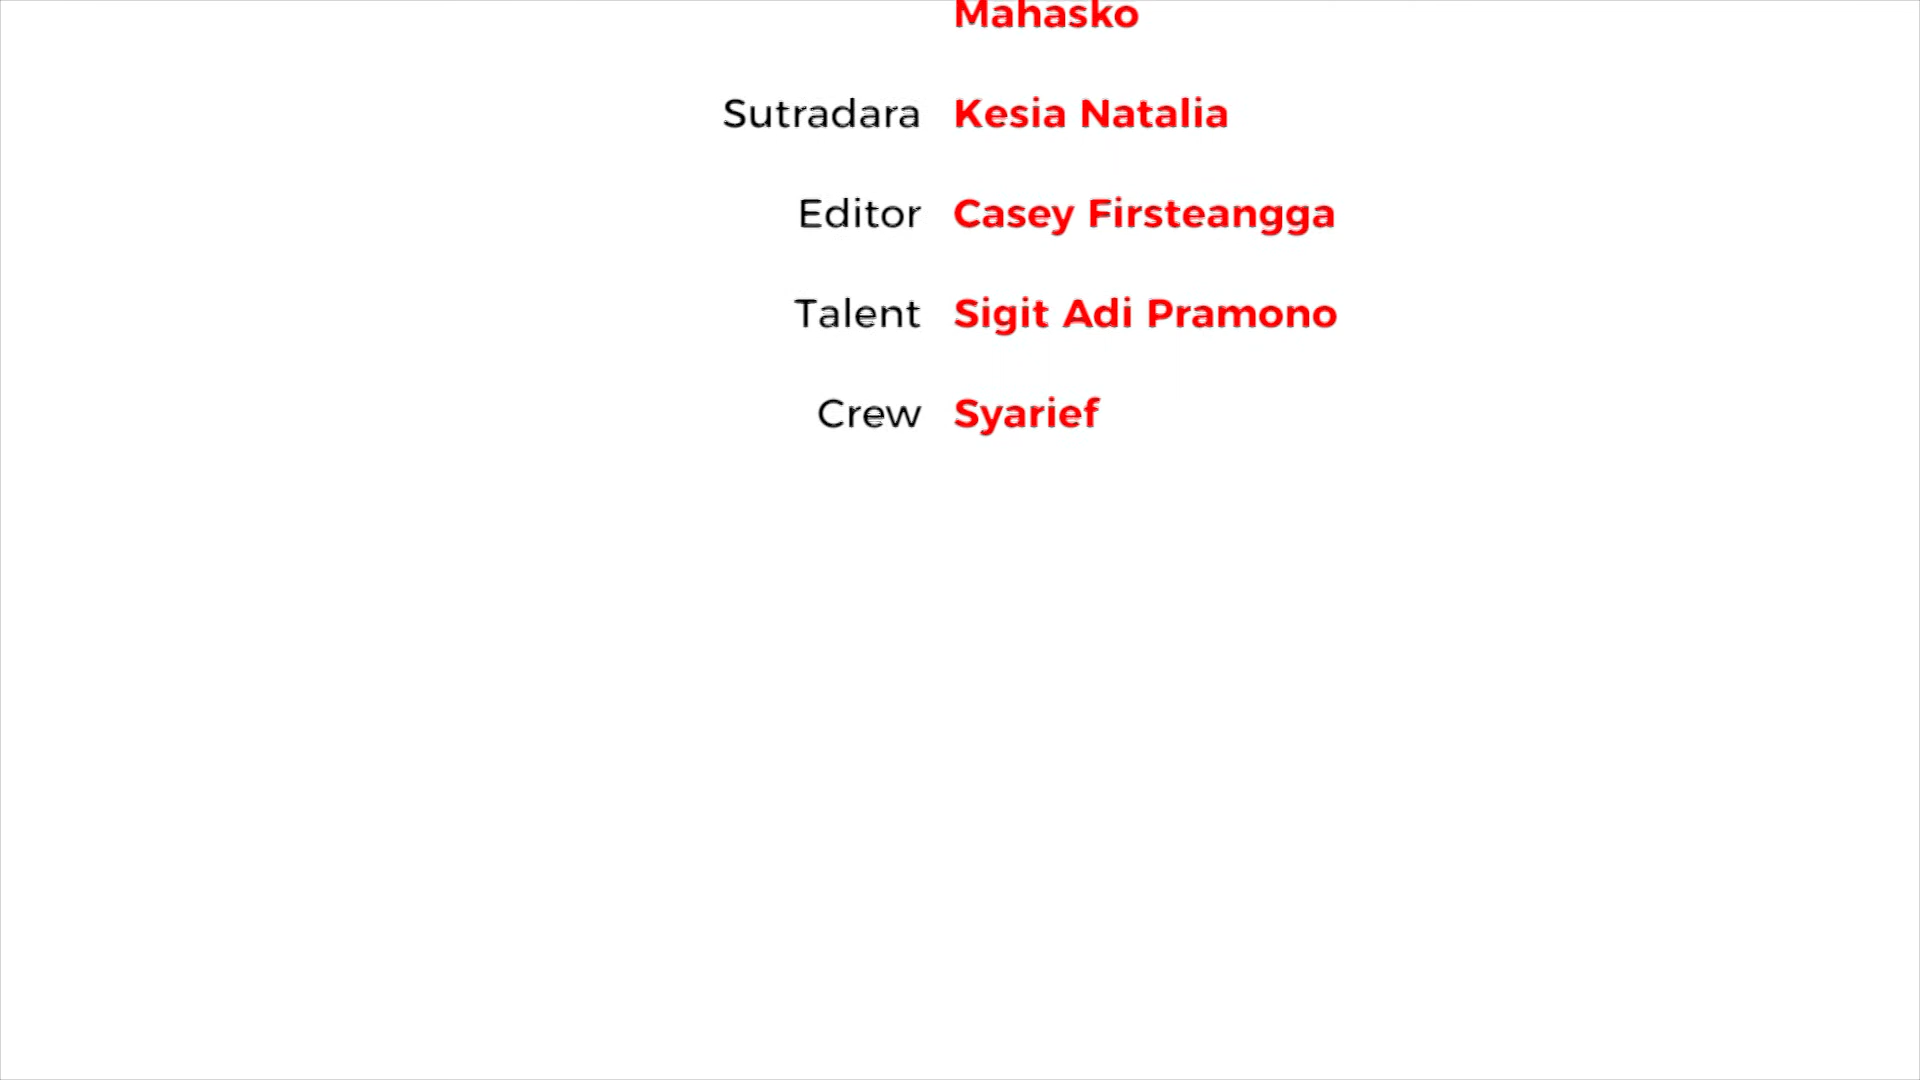 Mahasko
Sutradara Kesia Natalia
Editor Casey Firsteangga
Talent Sigit Adi Pramono
Crew Syarief